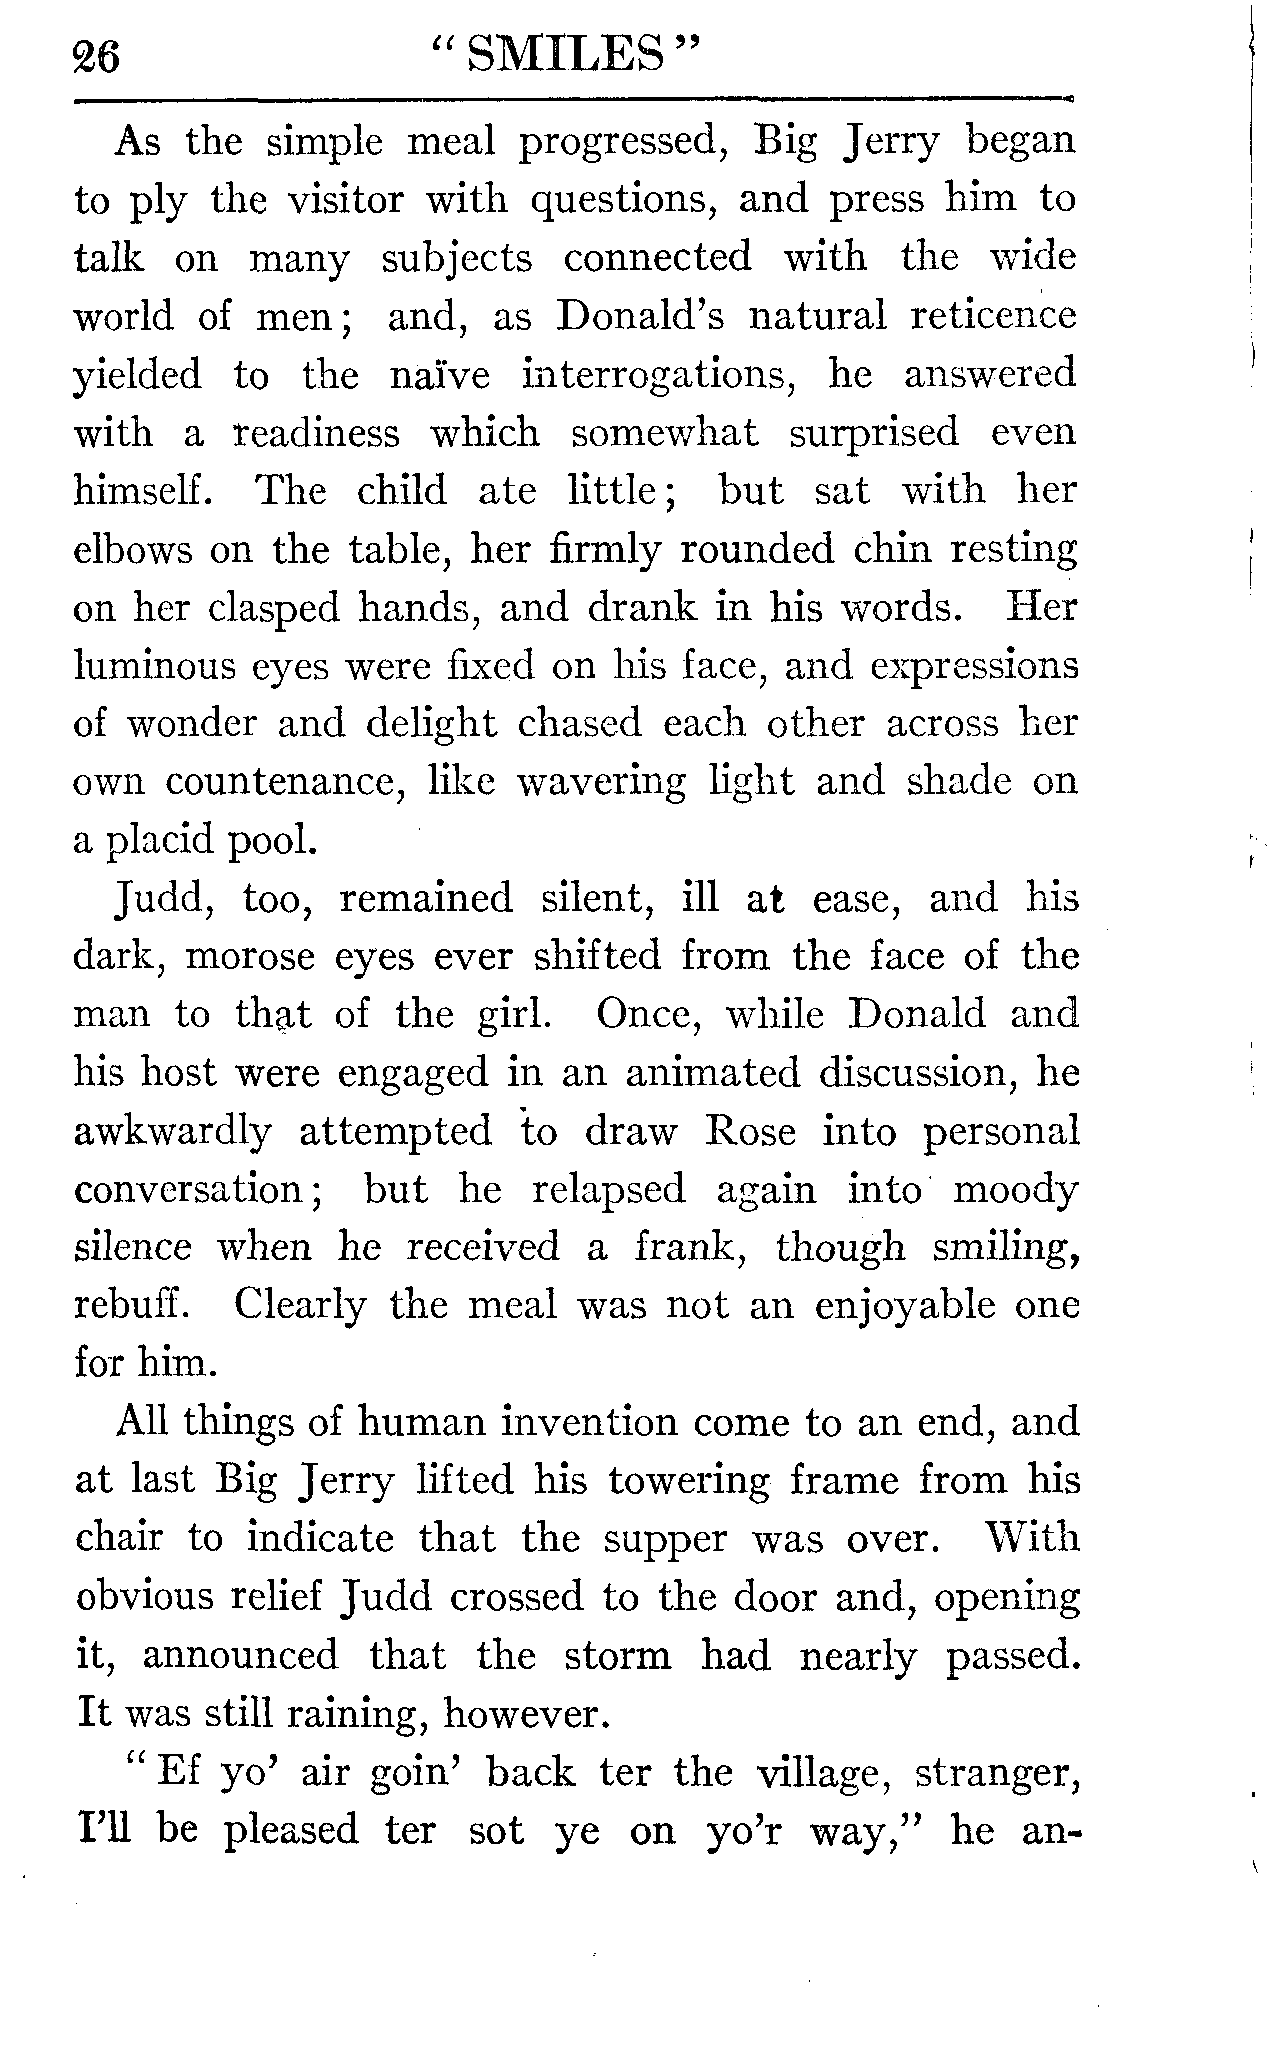 26 “ SMILES ”
As the simple meal progressed, Big Jerry began
to ply the visitor with questions, and press him to
talk on many subjects connected with the wide
world of men; and, as Donald's natural reticence
yielded to the naïve interrogations, he answered
with a readiness which somewhat surprised even
himself. The child ate little; but sat with her
elbows on the table, her firmly rounded chin resting
on her clasped hands, and drank in his words. Her
luminous eyes were fixed on his face, and expressions
of wonder and delight chased each other across her
own countenance, like wavering light and shade on
a placid pool.
Judd, too, remained silent, ill at ease, and his
dark, morose eyes ever shifted from the face of the
man to that of the girl. Once, while Donald and
his host were engaged in an animated discussion, he
awkwardly attempted to draw Rose into personal
conversation; but he relapsed again into moody
silence when he received a frank, though smiling,
rebuff. Clearly the meal was not an enjoyable one
for him.
All things of human invention come to an end, and
at last Big Jerry lifted his towering frame from his
chair to indicate that the supper was over. With
obvious relief Judd crossed to the door and, opening
it, announced that the storm had nearly passed.
It was still raining, however.
“ Ef yo' air goin' back ter the village, stranger,
I'll be pleased ter sot ye on yo'r way,” he an-